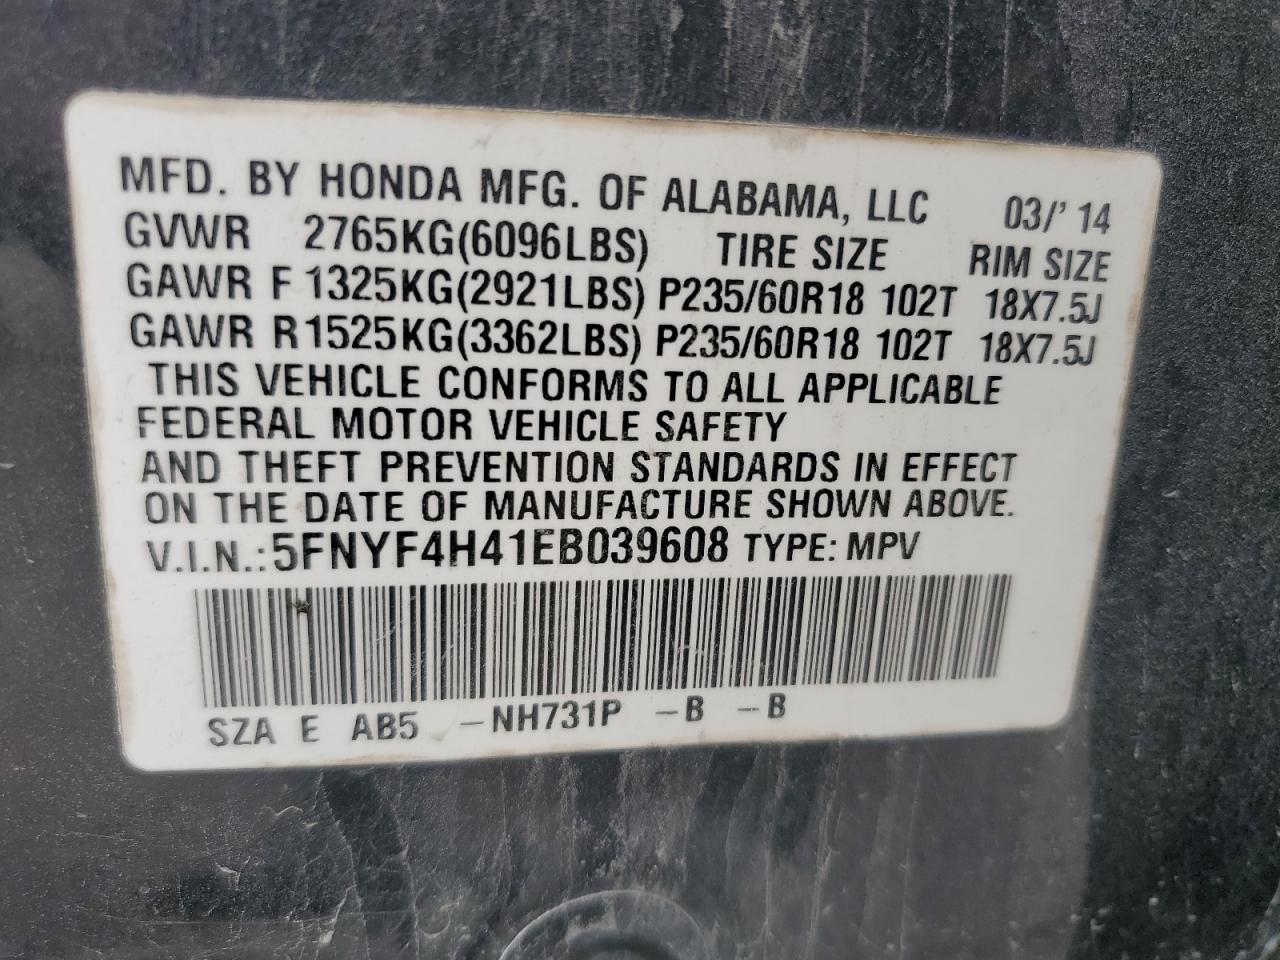 MFD. BY HONDA MFG. OF ALABAMA, LLC 03/' 14
GVWR 2765KG(6096LBS) TIRE SIZE RIM SIZE
GAWR F 1325KG(2921LBS) P235/60R18 102T 18X7.5J
GAWR R1525KG(3362LBS) P235/60R18 102T 18X7.5J
THIS VEHICLE CONFORMS TO ALL APPLICABLE
FEDERAL MOTOR VEHICLE SAFETY
AND THEFT PREVENTION STANDARDS IN EFFECT
ON THE DATE OF MANUFACTURE SHOWN ABOVE.
V.I.N.:5FNYF4H41EB039608 TYPE: MPV
SZA E AB5 -NH731P -B -B